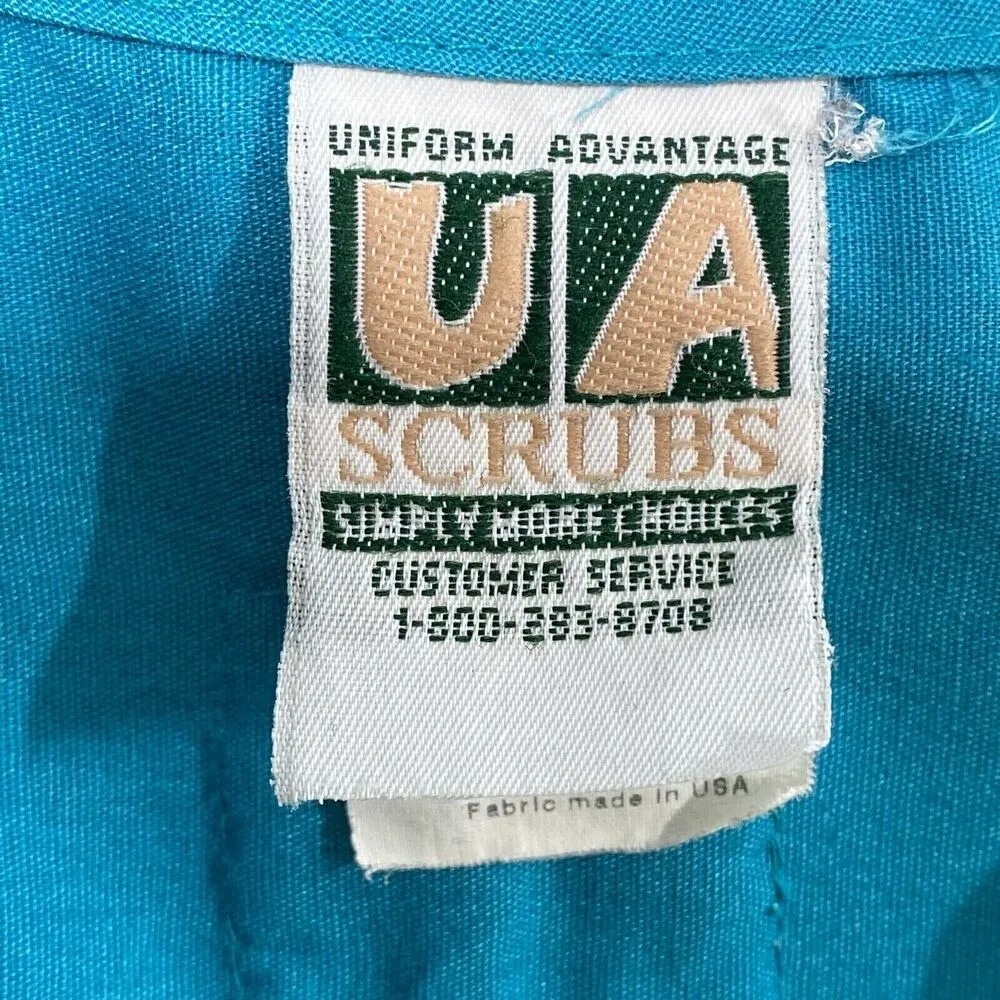 UNIFORM ADVANTAGE
UA
SCRUBS
SIMPLY MORE CHOICES
CUSTOMER SERVICE
1-800-283-8708
Fabric made in USA